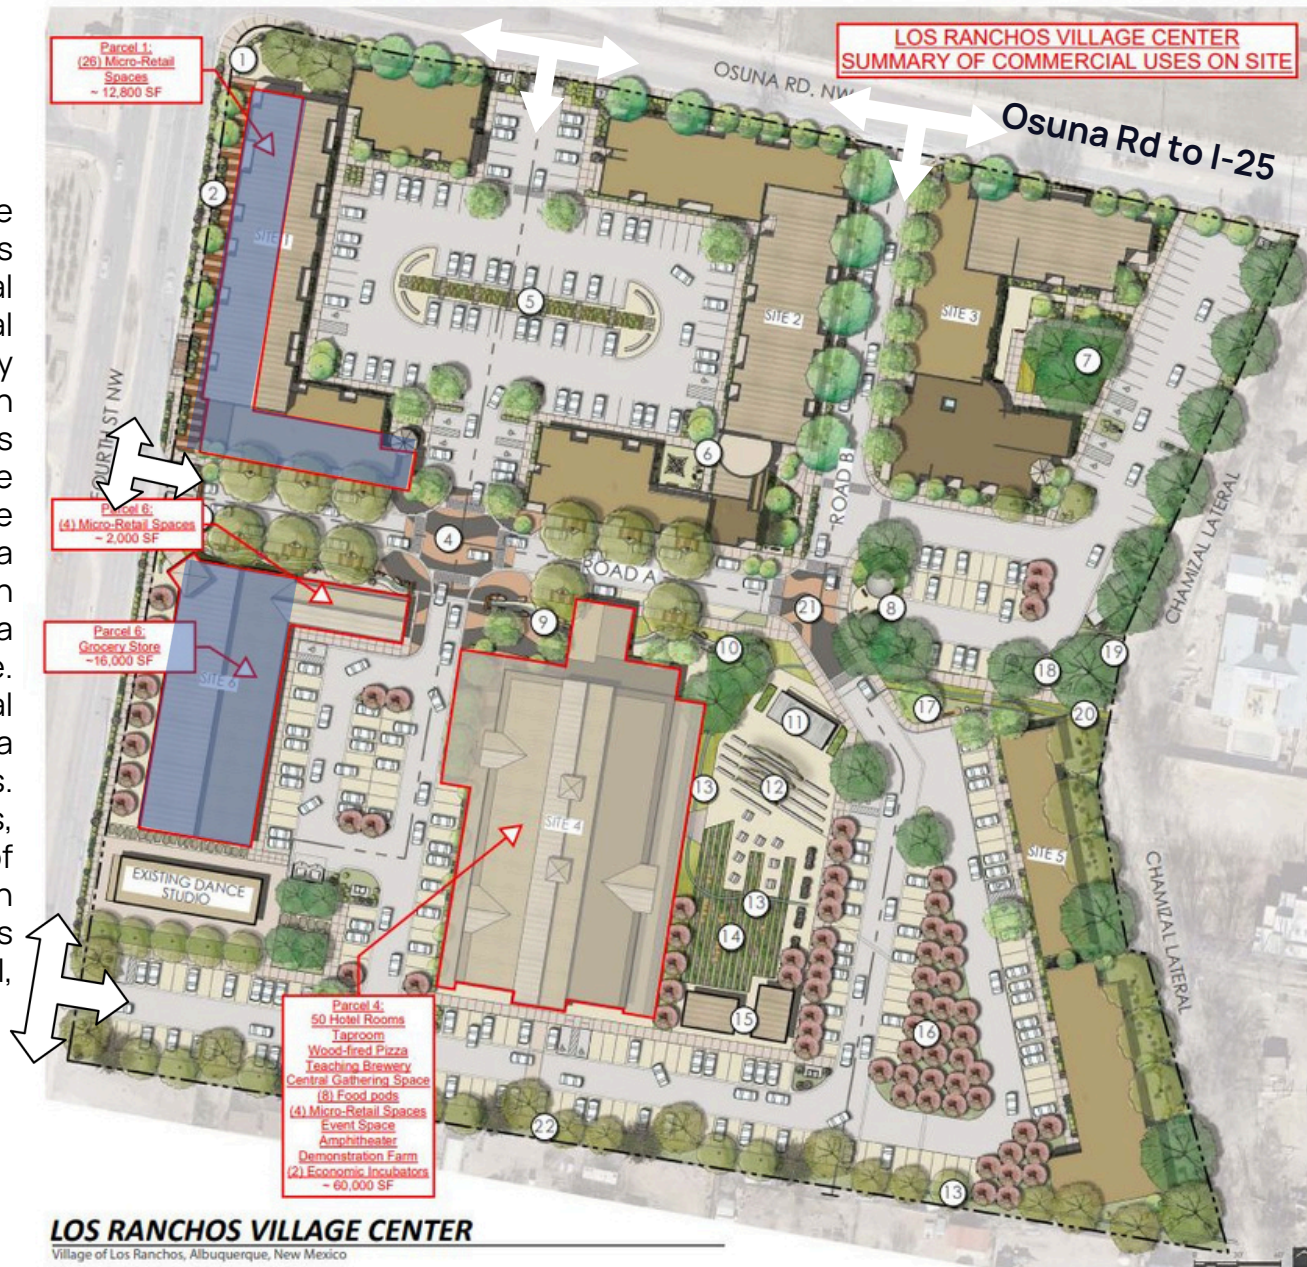 LOS RANCHOS VILLAGE CENTER
SUMMARY OF COMMERCIAL USES ON SITE
Parcel 1:
(26) Micro-Retail
Spaces
~ 12,800 SF
1
OSUNA RD. NW
Osuna Rd to I-25
2
SITE 1
5
SITE 2
SITE 3
7
FOURTH ST NW
6
ROAD B
CHAMIZAL LATERAL
Parcel 6:
(4) Micro-Retail Spaces
~ 2,000 SF
4
ROAD A
9
21
8
Parcel 6:
Grocery Store
~16,000 SF
SITE 6
10
18
19
17
20
11
13
12
SITE 4
SITE 5
EXISTING DANCE
STUDIO
13
14
CHAMIZAL LATERAL
15
16
Parcel 4:
50 Hotel Rooms
Taproom
Wood-fired Pizza
Teaching Brewery
Central Gathering Space
(8) Food pods
(4) Micro-Retail Spaces
Event Space
Amphitheater
Demonstration Farm
(2) Economic Incubators
~ 60,000 SF
22
13
LOS RANCHOS VILLAGE CENTER
Village of Los Ranchos, Albuquerque, New Mexico